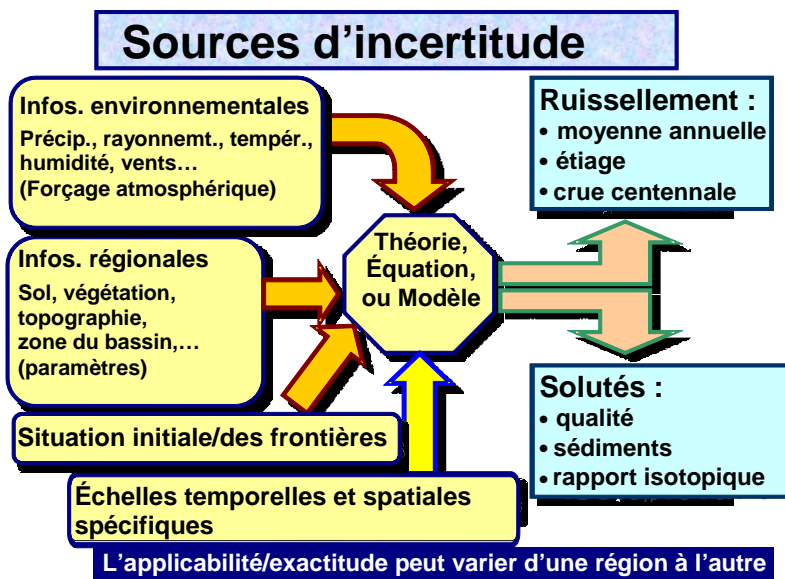 Sources d’incertitude
Infos. environnementales
Précip., rayonnemt., tempér.,
humidité, vents…
(Forçage atmosphérique)
Infos. régionales
Sol, végétation,
topographie,
zone du bassin,…
(paramètres)
Situation initiale/des frontières
Échelles temporelles et spatiales
spécifiques
Théorie,
Équation,
ou Modèle
Ruissellement :
• moyenne annuelle
• étiage
• crue centennale
Solutés :
• qualité
• sédiments
• rapport isotopique
L’applicabilité/exactitude peut varier d’une région à l’autre